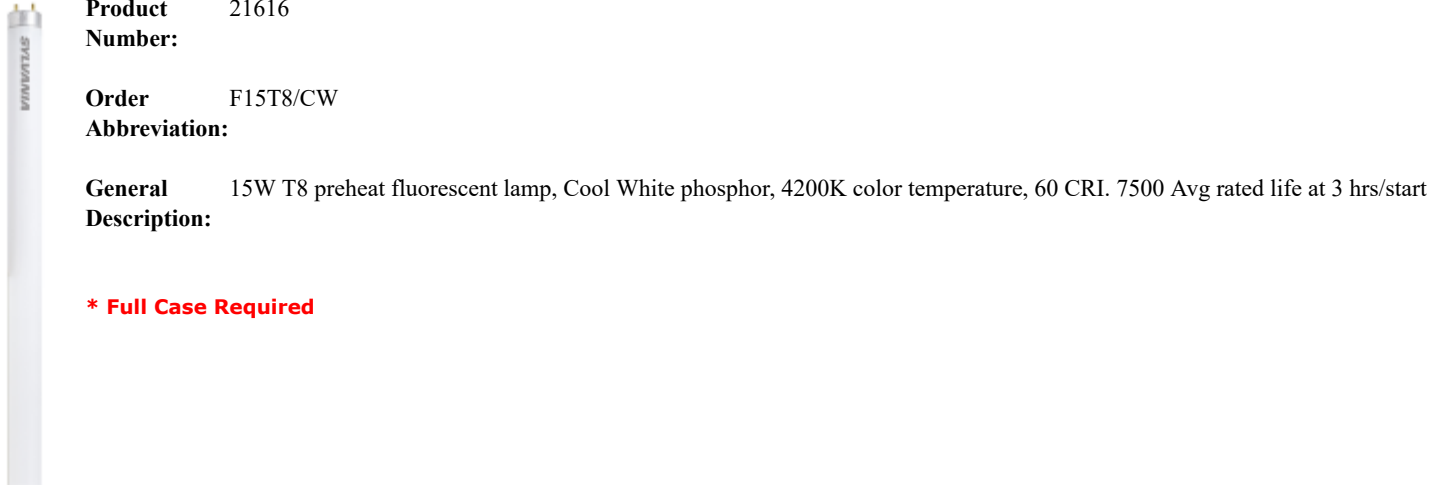 SYLVANIA
Product 21616
Number:
Order F15T8/CW
Abbreviation:
General 15W T8 preheat fluorescent lamp, Cool White phosphor, 4200K color temperature, 60 CRI. 7500 Avg rated life at 3 hrs/start
Description:
* Full Case Required